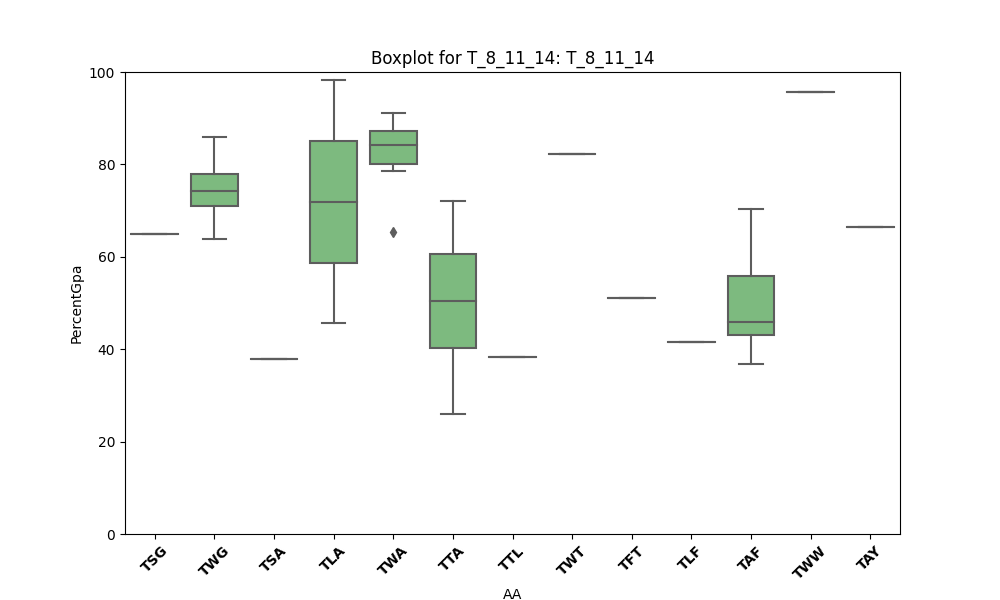 Boxplot for T_8_11_14: T_8_11_14
100
80
60
40
20
0
PercentGpa
TSG TWG TSA TLA TWA TTA TTL TWT TFT TLF TAF TWW TAY
AA